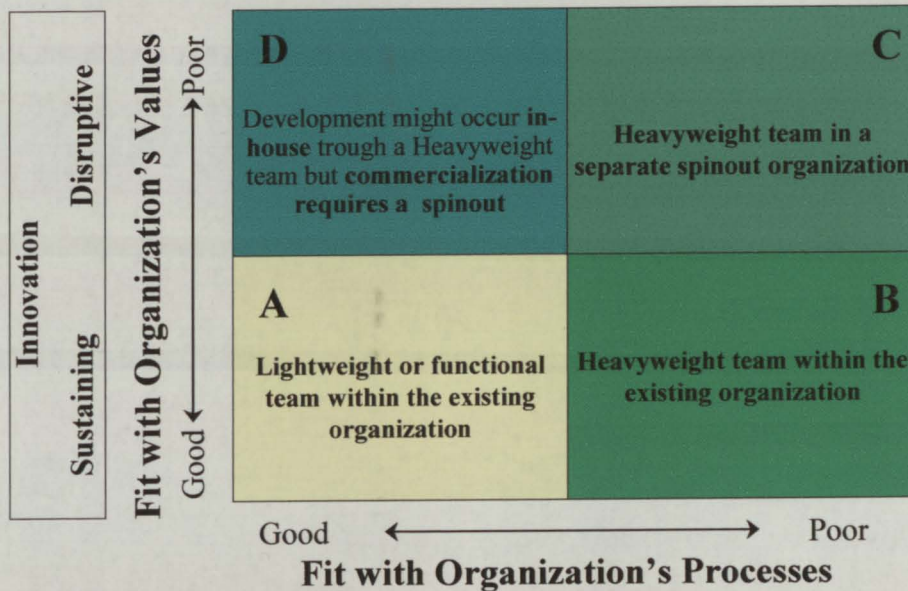 Innovation
Disruptive
Sustaining
Fit with Organization's Values
Poor
Good
D
Development might occur in-
house trough a Heavyweight
team but commercialization
requires a spinout
C
Heavyweight team in a
separate spinout organization
A
Lightweight or functional
team within the existing
organization
B
Heavyweight team within the
existing organization
Good
Poor
Fit with Organization's Processes